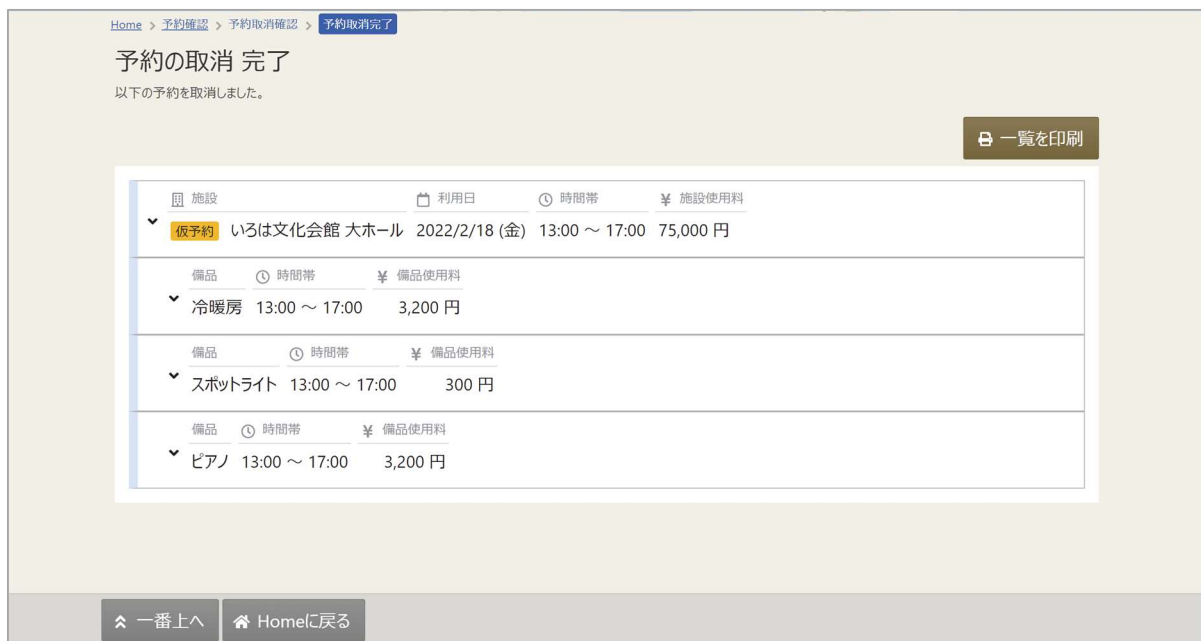 Home > 予約確認 > 予約取消確認 > 予約取消完了
予約の取消 完了
以下の予約を取消しました。
一覧を印刷
施設 利用日 時間帯 ¥ 施設使用料
仮予約 いろは文化会館 大ホール 2022/2/18 (金) 13:00 ～ 17:00 75,000 円
備品 時間帯 ¥ 備品使用料
冷暖房 13:00 ～ 17:00 3,200 円
備品 時間帯 ¥ 備品使用料
スポットライト 13:00 ～ 17:00 300 円
備品 時間帯 ¥ 備品使用料
ピアノ 13:00 ～ 17:00 3,200 円
一番上へ Homeに戻る